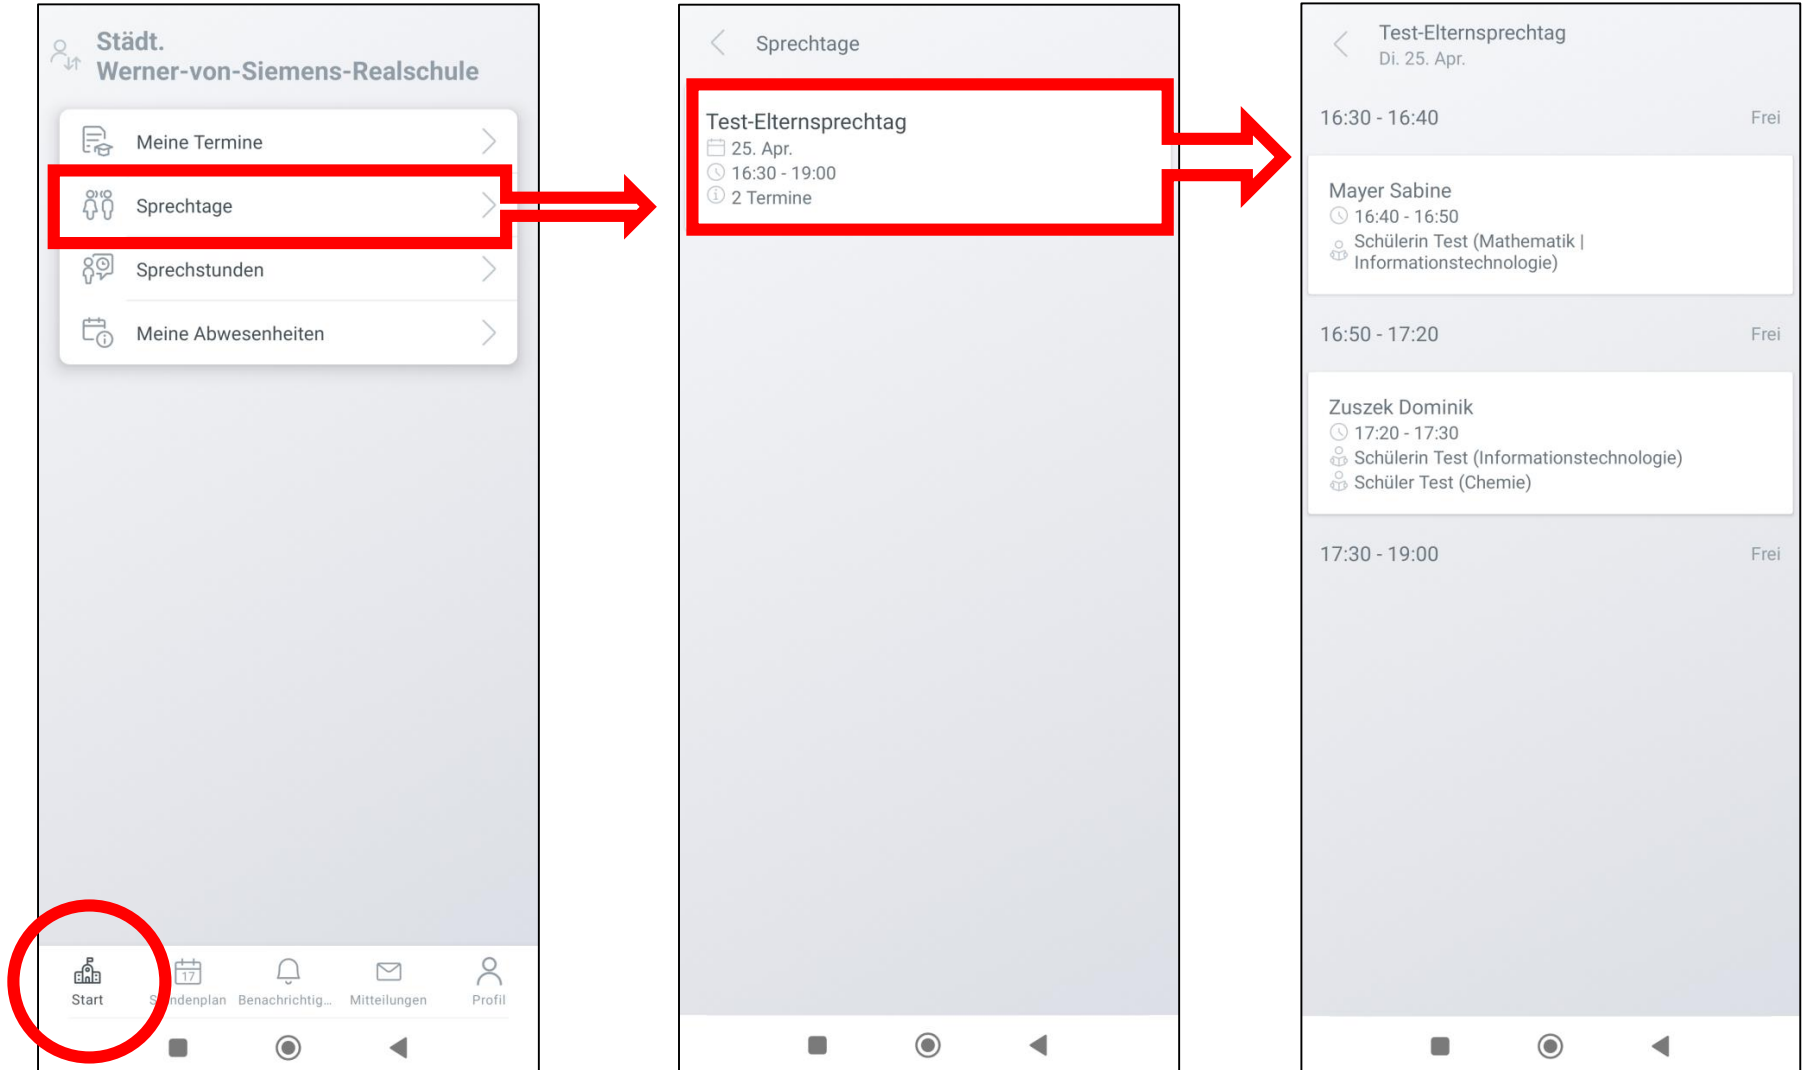 Städt.
Werner-von-Siemens-Realschule
Meine Termine
Sprechtage
Sprechstunden
Meine Abwesenheiten
Start
17
Benachrichtig...
Mitteilungen
Profil
Sprechtage
Test-Elternsprechtag
25. Apr.
16:30 - 19:00
2 Termine
Test-Elternsprechtag
Di. 25. Apr.
16:30 - 16:40 Frei
Mayer Sabine
16:40 - 16:50
Schülerin Test (Mathematik |
Informationstechnologie)
16:50 - 17:20 Frei
Zuszek Dominik
17:20 - 17:30
Schülerin Test (Informationstechnologie)
Schüler Test (Chemie)
17:30 - 19:00 Frei